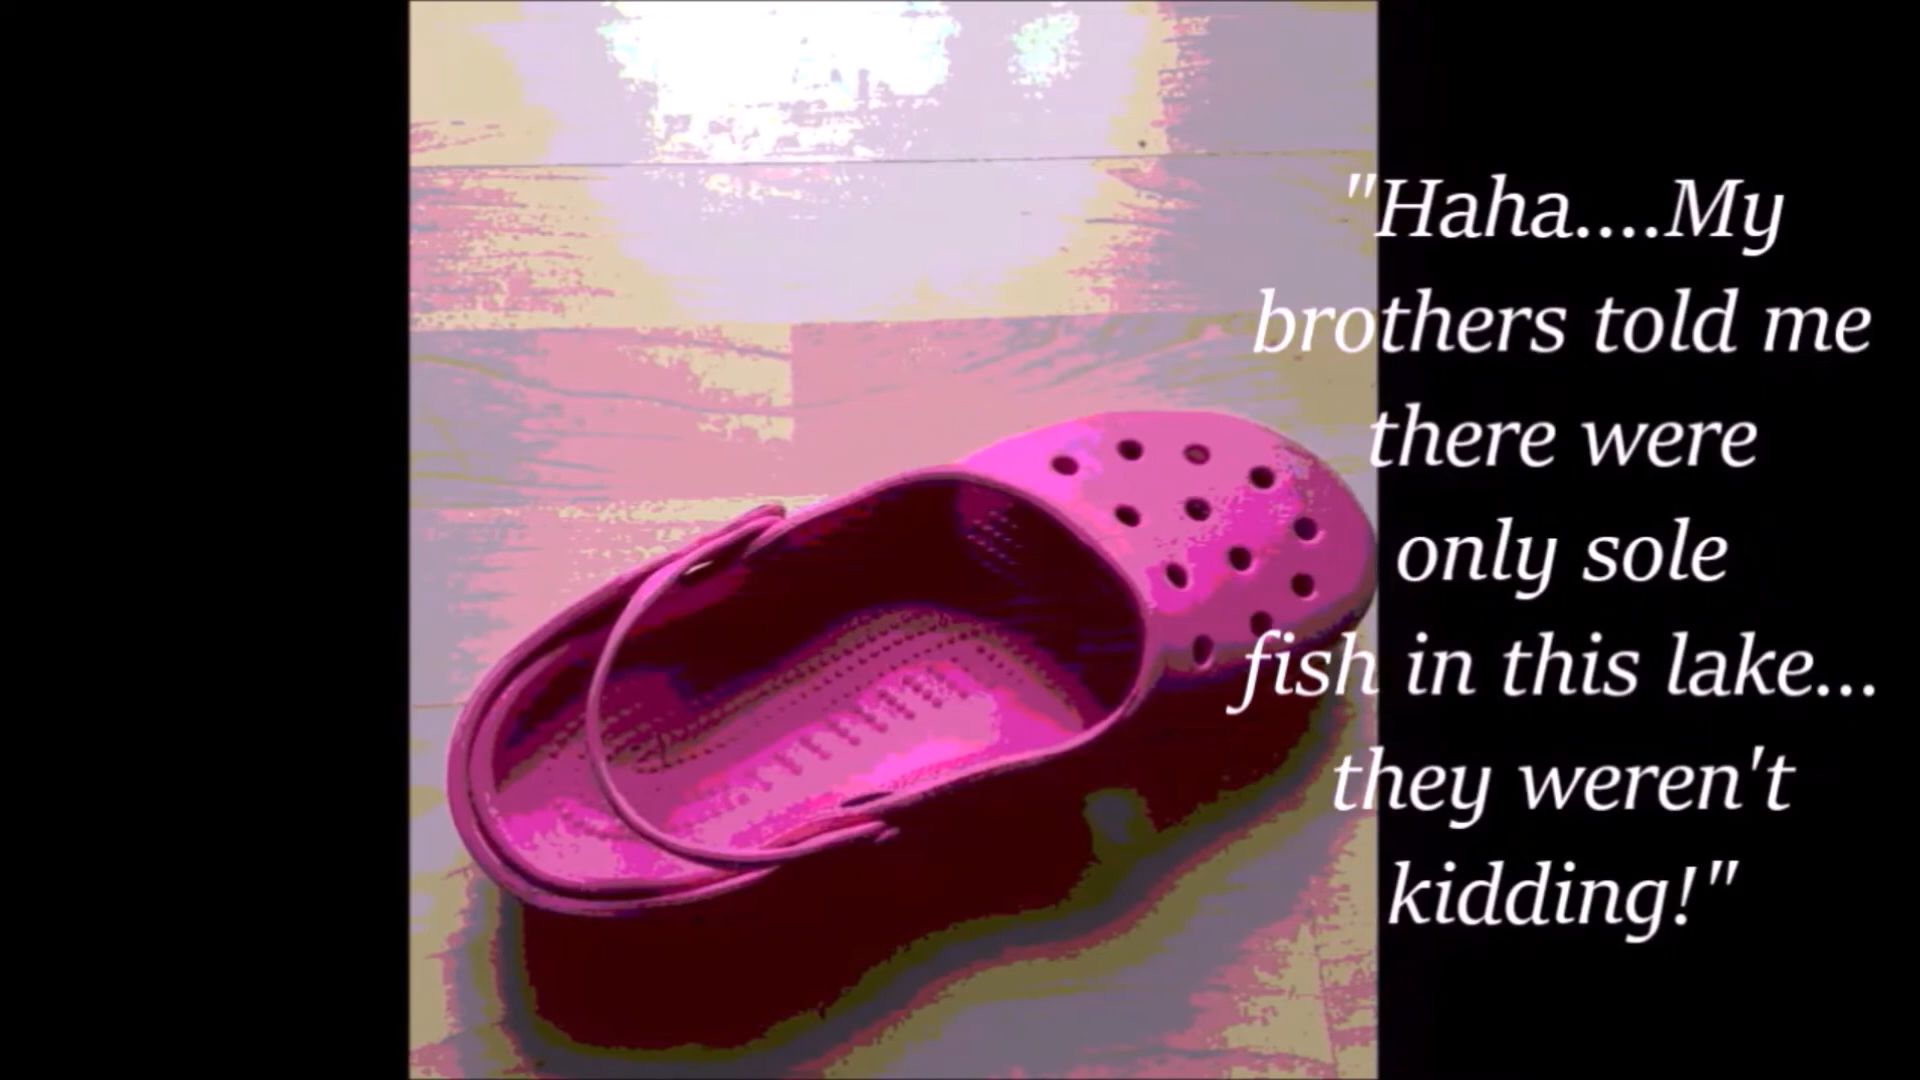 "Haha....My
brothers told me
there were
only sole
fish in this lake...
they weren't
kidding!"